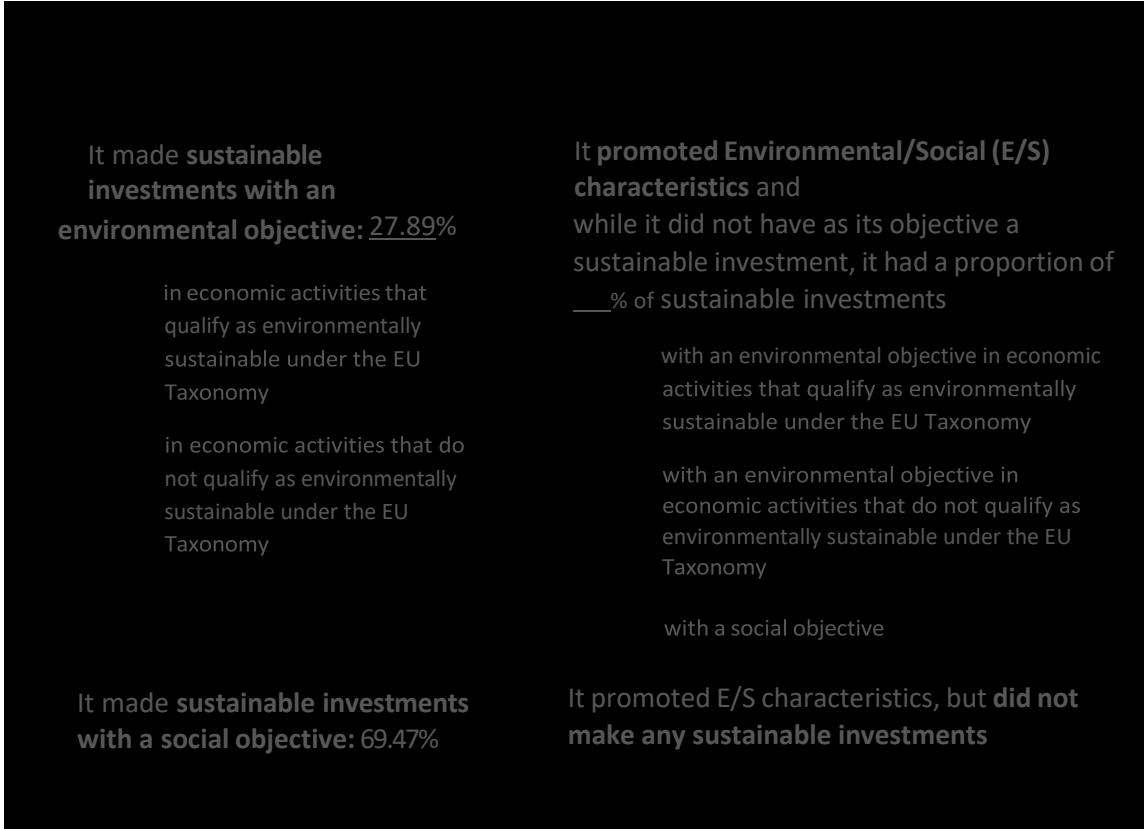 It made sustainable
investments with an
environmental objective: 27.89%
in economic activities that
qualify as environmentally
sustainable under the EU
Taxonomy
in economic activities that do
not qualify as environmentally
sustainable under the EU
Taxonomy
It made sustainable investments
with a social objective: 69.47%
It promoted Environmental/Social (E/S)
characteristics and
while it did not have as its objective a
sustainable investment, it had a proportion of
___% of sustainable investments
with an environmental objective in economic
activities that qualify as environmentally
sustainable under the EU Taxonomy
with an environmental objective in
economic activities that do not qualify as
environmentally sustainable under the EU
Taxonomy
with a social objective
It promoted E/S characteristics, but did not
make any sustainable investments